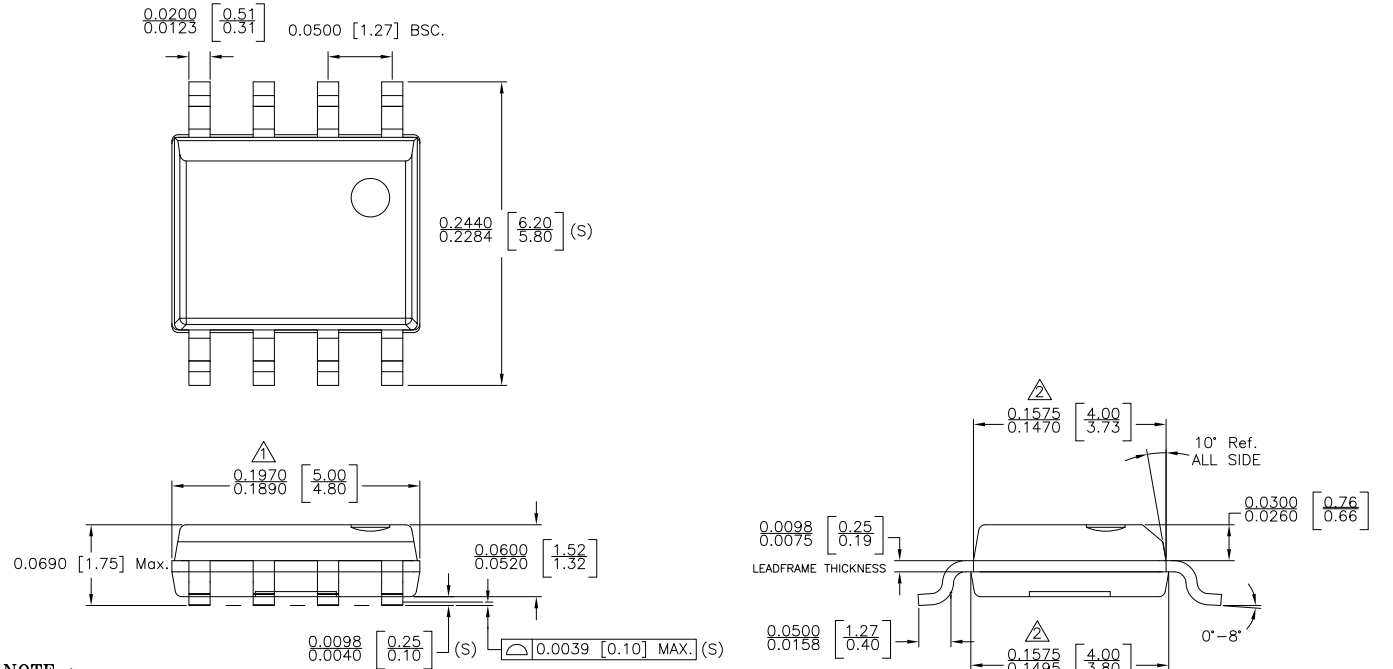 0.0200 [0.51]
0.0123 [0.31]
0.0500 [1.27] BSC.
0.2440 [6.20] (S)
0.2284 [5.80]
1
0.1970 [5.00]
0.1890 [4.80]
0.0690 [1.75] Max.
0.0600 [1.52]
0.0520 [1.32]
0.0098 [0.25] (S)
0.0040 [0.10]
0.0039 [0.10] MAX. (S)
2
0.1575 [4.00]
0.1470 [3.73]
10° Ref.
ALL SIDE
0.0300 [0.76]
0.0260 [0.66]
0.0098 [0.25]
0.0075 [0.19]
LEADFRAME THICKNESS
0.0500 [1.27]
0.0158 [0.40]
0°-8°
2
0.1575 [4.00]
0.1495 [3.80]
NOTE :